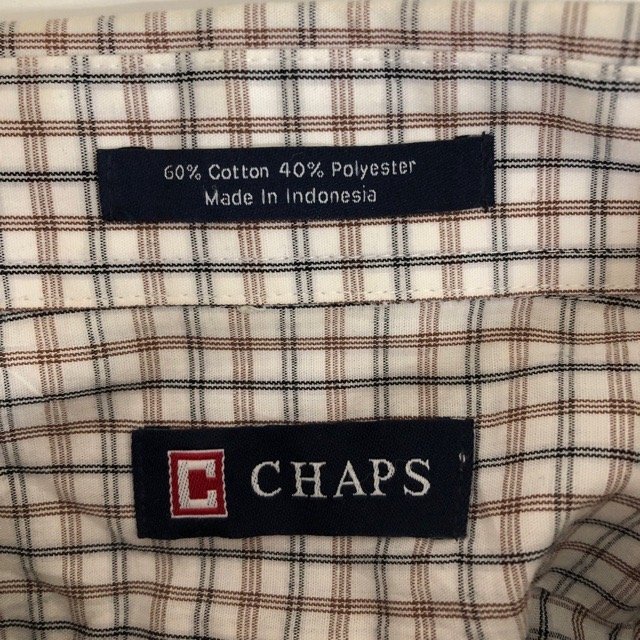 60% Cotton 40% Polyester
Made In Indonesia
C CHAPS